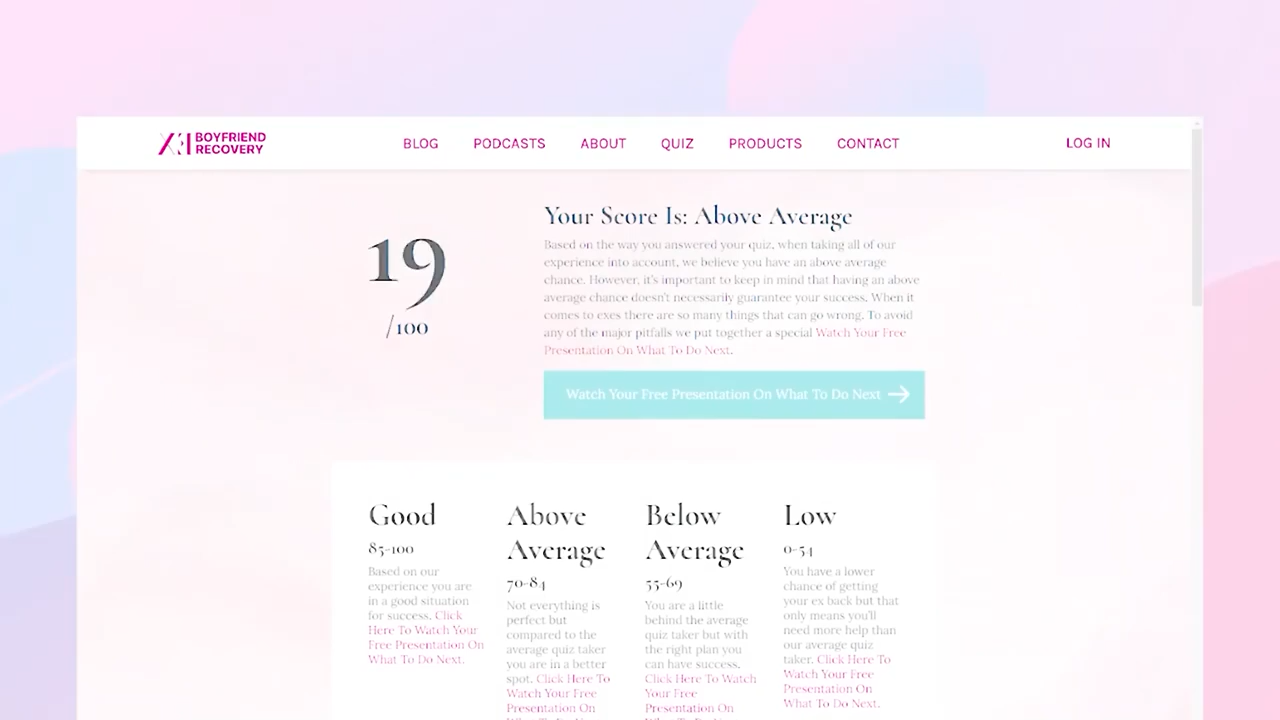 BOYFRIEND
RECOVERY
BLOG PODCASTS ABOUT QUIZ PRODUCTS CONTACT LOG IN
19
/100
Your Score Is: Above Average
Based on the way you answered your quiz, when taking all of our
experience into account, we believe you have an above average
chance. However, it's important to keep in mind that having an above
average chance doesn't necessarily guarantee your success. When it
comes to exes there are so many things that can go wrong. To avoid
any of the major pitfalls we put together a special Watch Your Free
Presentation On What To Do Next.
Watch Your Free Presentation On What To Do Next
Good
85-100
Based on our
experience you are
in a good situation
for success. Click
Here To Watch Your
Free Presentation On
What To Do Next.
Above
Average
70-84
Not everything is
perfect but
compared to the
average quiz taker
you are in a better
spot. Click Here To
Watch Your Free
Presentation On
Below
Average
55-69
You are a little
behind the average
quiz taker but with
the right plan you
can have success.
Click Here To Watch
Your Free
Presentation On
Low
0-54
You have a lower
chance of getting
your ex back but that
only means you'll
need more help than
our average quiz
taker. Click Here To
Watch Your Free
Presentation On
What To Do Next.